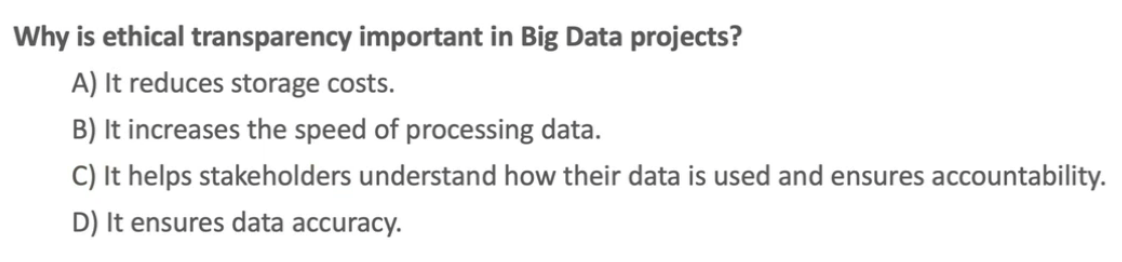 Why is ethical transparency important in Big Data projects?
A) It reduces storage costs.
B) It increases the speed of processing data.
C) It helps stakeholders understand how their data is used and ensures accountability.
D) It ensures data accuracy.